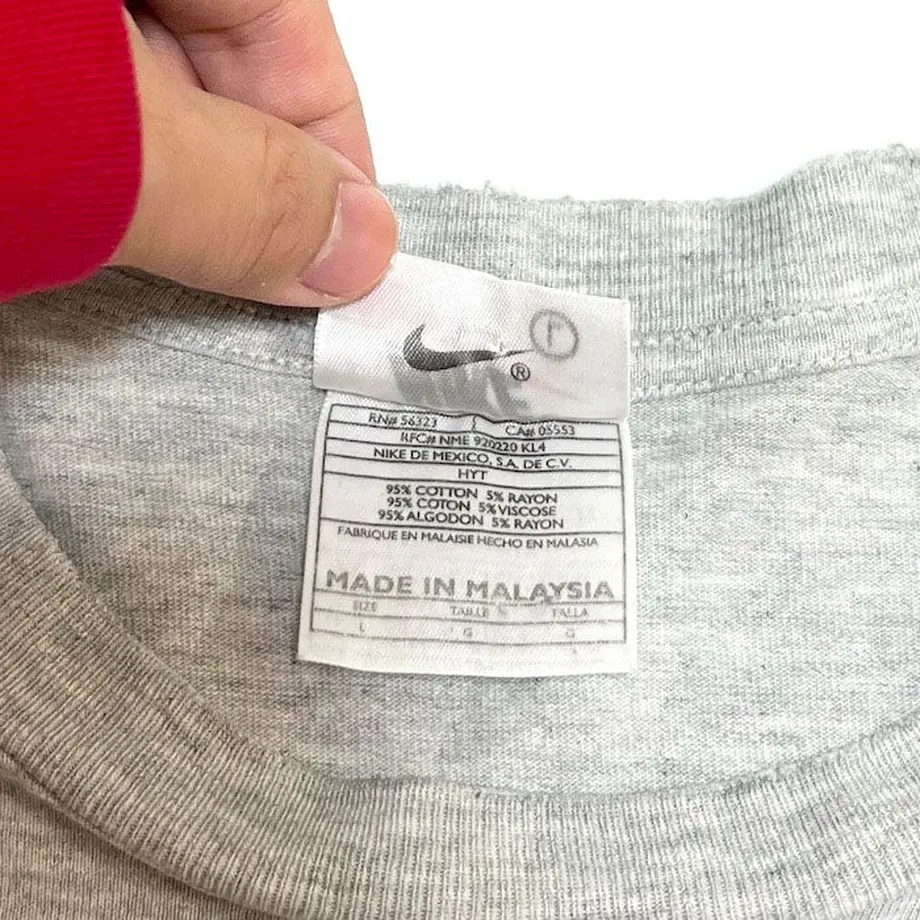 L
®
RN# 56323 CA# 05553
RFC# NME 920220 KL4
NIKE DE MEXICO, S.A. DE C.V.
HYT
95% COTTON 5% RAYON
95% COTON 5% VISCOSE
95% ALGODON 5% RAYON
FABRIQUE EN MALAISIE HECHO EN MALASIA
MADE IN MALAYSIA
SIZE TAILLE TALLA
L G G